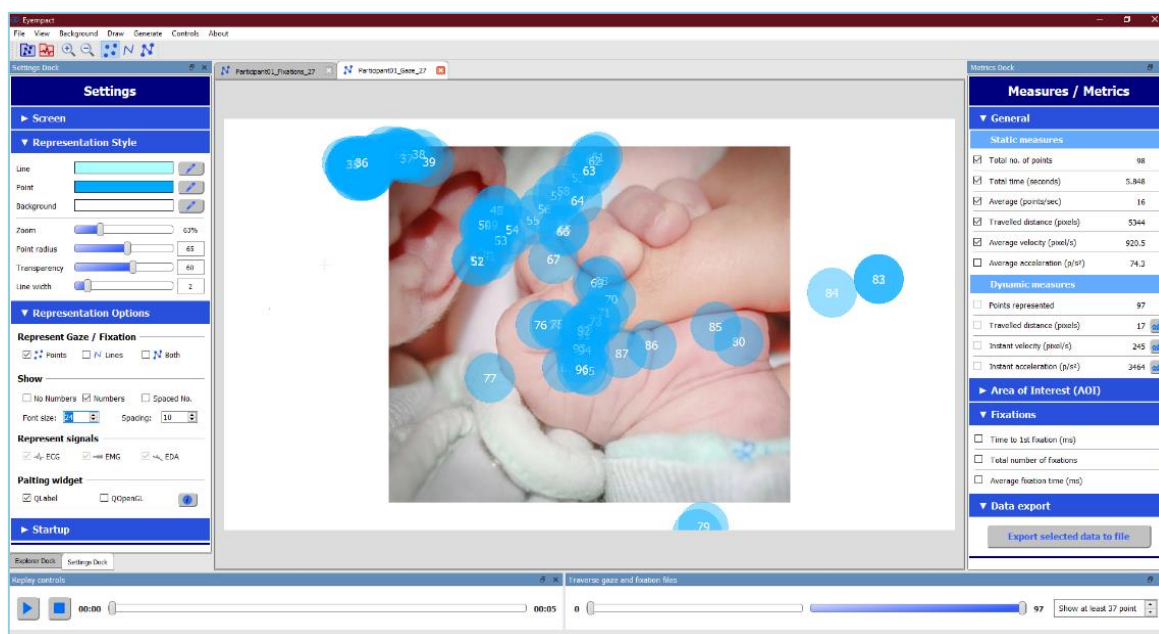 Eyempact
File View Background Draw Generate Controls About
Settings Dock
Participant01_Fixations_27
Participant01_Gaze_27
Metrics Dock
Settings
► Screen
▼ Representation Style
Line
Point
Background
Zoom 63%
Point radius 65
Transparency 60
Line width 2
▼ Representation Options
Represent Gaze / Fixation
Points Lines Both
Show
No Numbers Numbers Spaced No.
Font size: 24 Spacing: 10
Represent signals
ECG EMG EDA
Paiting widget
QLabel QOpenGL
► Startup
Explorer Dock Settings Dock
36 37 38 39
62
63
64
54
53
52
66
67
69
70
76
77
84 83
85
30
87 86
96
79
Measures / Metrics
▼ General
Static measures
Total no. of points 98
Total time (seconds) 5.848
Average (points/sec) 16
Travelled distance (pixels) 5344
Average velocity (pixel/s) 920.5
Average acceleration (p/s²) 74.3
Dynamic measures
Points represented 97
Travelled distance (pixels) 17
Instant velocity (pixel/s) 245
Instant acceleration (p/s²) 3464
► Area of Interest (AOI)
▼ Fixations
Time to 1st fixation (ms)
Total number of fixations
Average fixation time (ms)
▼ Data export
Export selected data to file
Replay controls
00:00 00:05
Traverse gaze and fixation files
0 97 Show at least 37 point